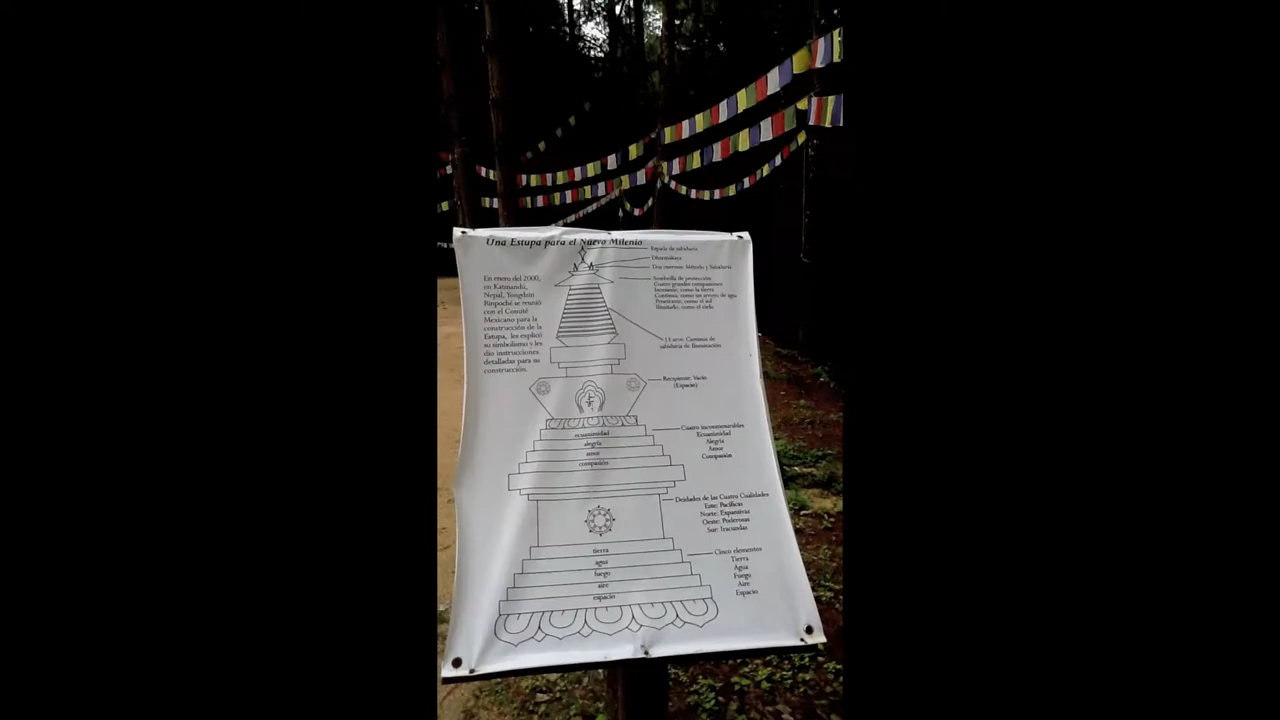 Una Estupa para el Nuevo Milenio
En enero del 2000,
en Katmandú,
Nepal, Yongdzin
Rinpoché se reunió
con el Comité
Mexicano para la
construcción de la
Estupa, les explicó
su simbolismo y les
dio instrucciones
detalladas para su
construcción.
Espada de sabiduría
Dharmakaya
Dos cuernos: Método y Sabiduría
Sombrilla de protección
Cuatro grandes compasiones
Incesante, como la tierra
Continua, como un arroyo de agua
Penetrante, como el sol
Ilimitado, como el cielo
13 aros: Caminos de
sabiduría de Iluminación
Recipiente: Vacío
(Espacio)
ecuanimidad
alegría
amor
compasión
Cuatro inconmensurables
Ecuanimidad
Alegría
Amor
Compasión
Deidades de las Cuatro Cualidades
Este: Pacíficas
Norte: Expansivas
Oeste: Poderosas
Sur: Iracundas
tierra
agua
fuego
aire
espacio
Cinco elementos
Tierra
Agua
Fuego
Aire
Espacio